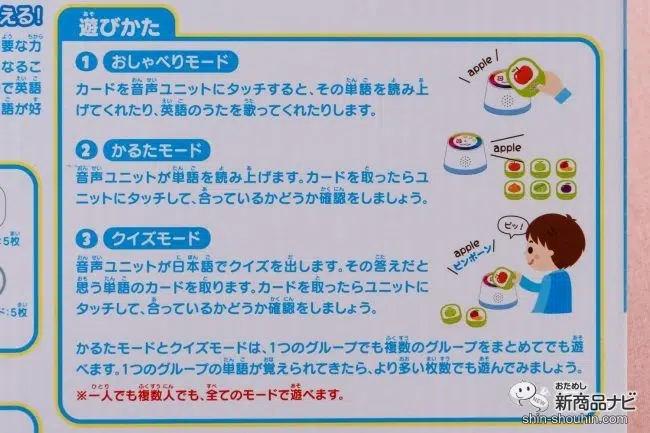 える!
要な力
なるこ
で英語
語が好
:5枚
ド:5枚
遊びかた
1 おしゃべりモード
カードを音声ユニットにタッチすると、その単語を読み上
げてくれたり、英語のうたを歌ってくれたりします。
apple
2 かるたモード
音声ユニットが単語を読み上げます。カードを取ったらユ
ニットにタッチして、合っているかどうか確認をしましょう。
apple
3 クイズモード
音声ユニットが日本語でクイズを出します。その答えだと
思う単語のカードを取ります。カードを取ったらユニットに
タッチして、合っているかどうか確認をしましょう。
ピッ!
apple
ピンポーン
かるたモードとクイズモードは、1つのグループでも複数のグループをまとめてでも遊
べます。1つのグループの単語が覚えられてきたら、より多い枚数でも遊んでみましょう。
※一人でも複数人でも、全てのモードで遊べます。
おためし
新商品ナビ
shin-shouhin.com